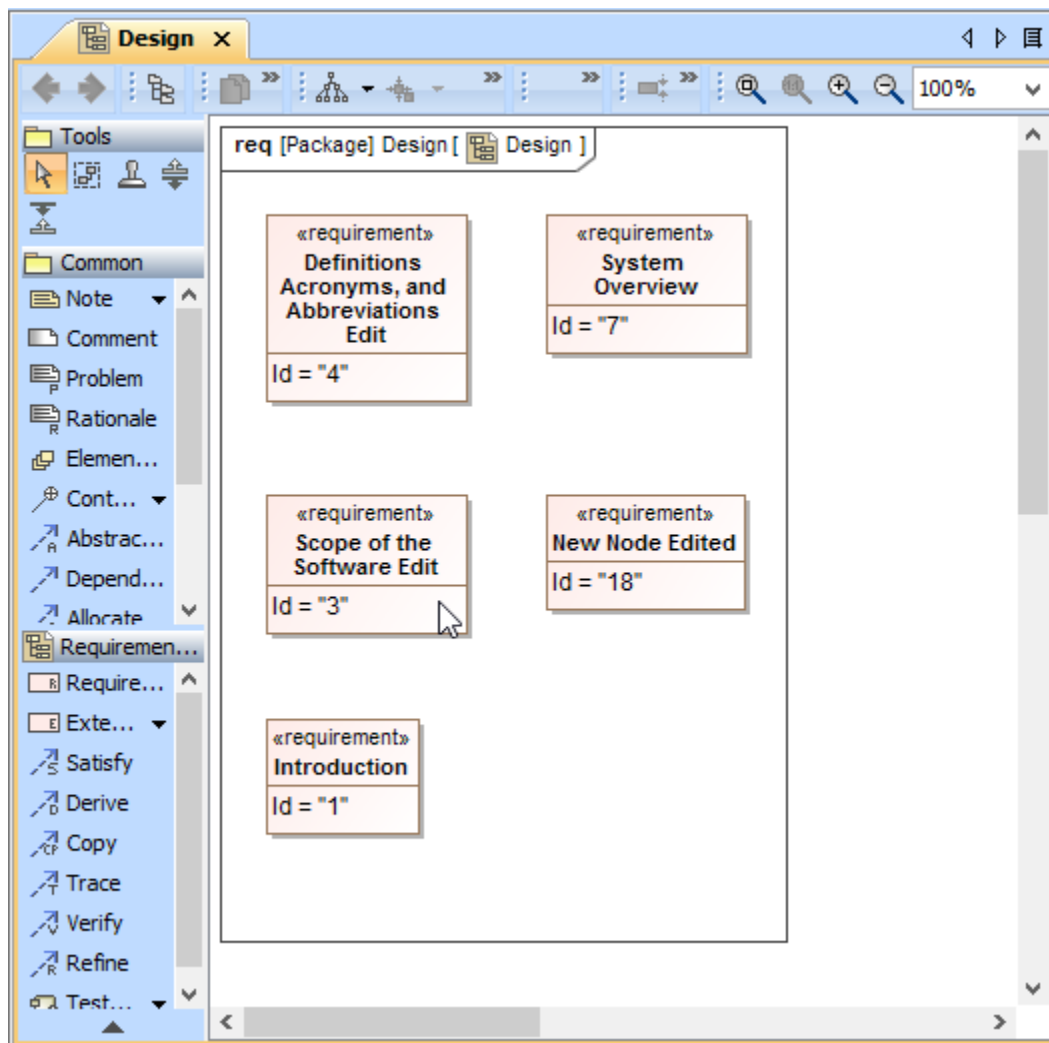 Design
100%
Tools
req [Package] Design [ Design ]
Common
Note
Comment
Problem
Rationale
Elemen...
Cont...
Abstrac...
Depend...
Allocate
Requiremen...
Require...
Exte...
Satisfy
Derive
Copy
Trace
Verify
Refine
Test...
«requirement»
Definitions
Acronyms, and
Abbreviations
Edit
Id = "4"
«requirement»
System
Overview
Id = "7"
«requirement»
Scope of the
Software Edit
Id = "3"
«requirement»
New Node Edited
Id = "18"
«requirement»
Introduction
Id = "1"